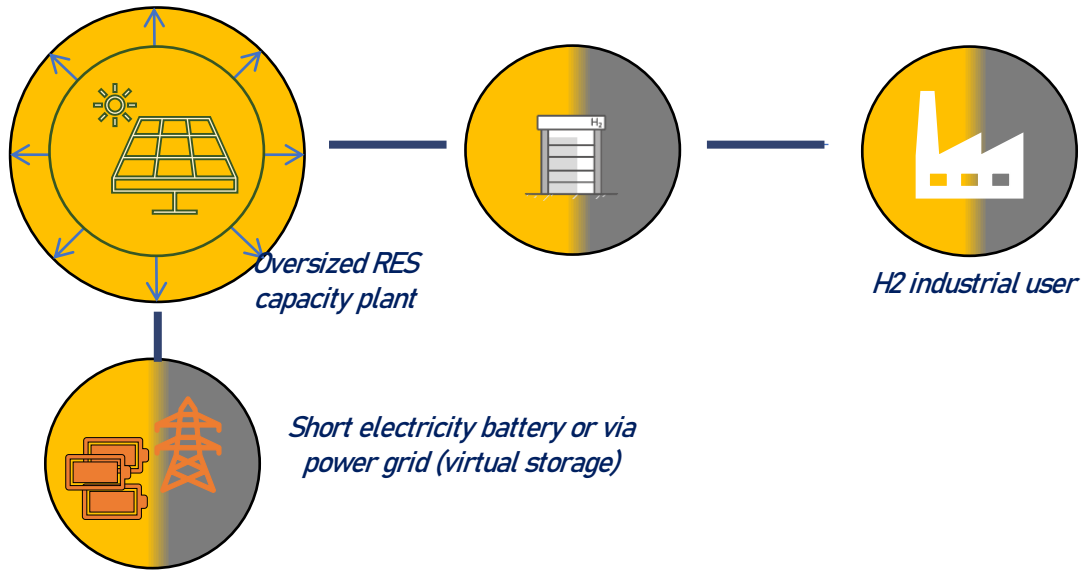 H2
Oversized RES
capacity plant
H2 industrial user
Short electricity battery or via
power grid (virtual storage)